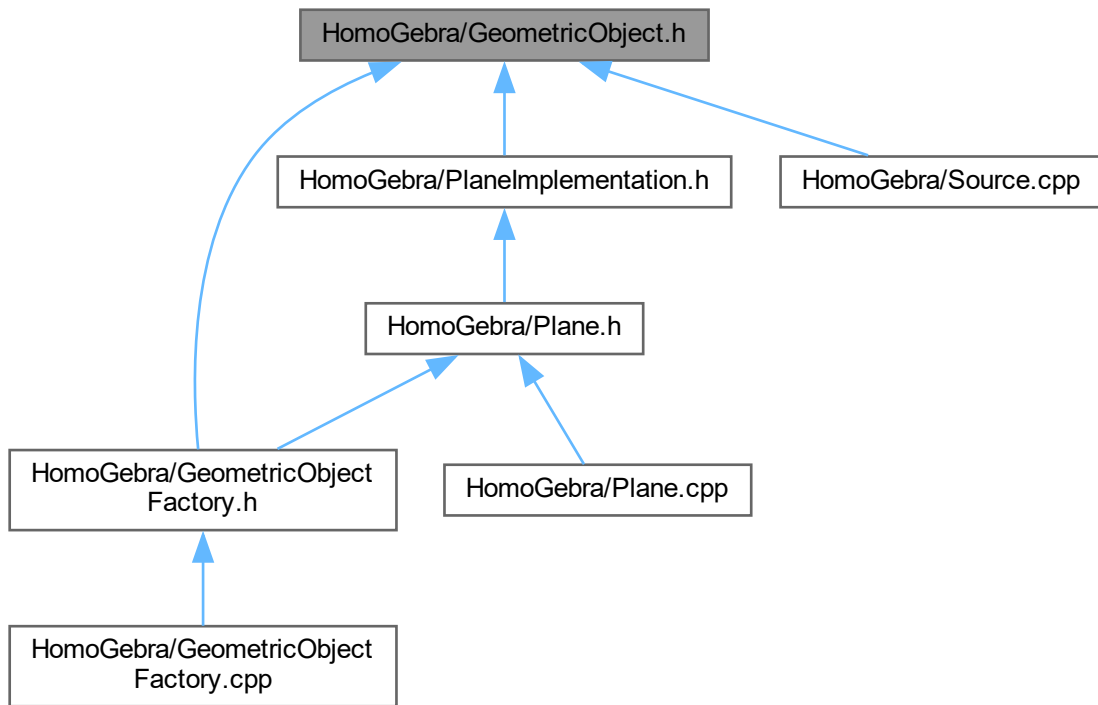 HomoGebra/GeometricObject.h
HomoGebra/PlaneImplementation.h
HomoGebra/Source.cpp
HomoGebra/Plane.h
HomoGebra/GeometricObject
Factory.h
HomoGebra/Plane.cpp
HomoGebra/GeometricObject
Factory.cpp